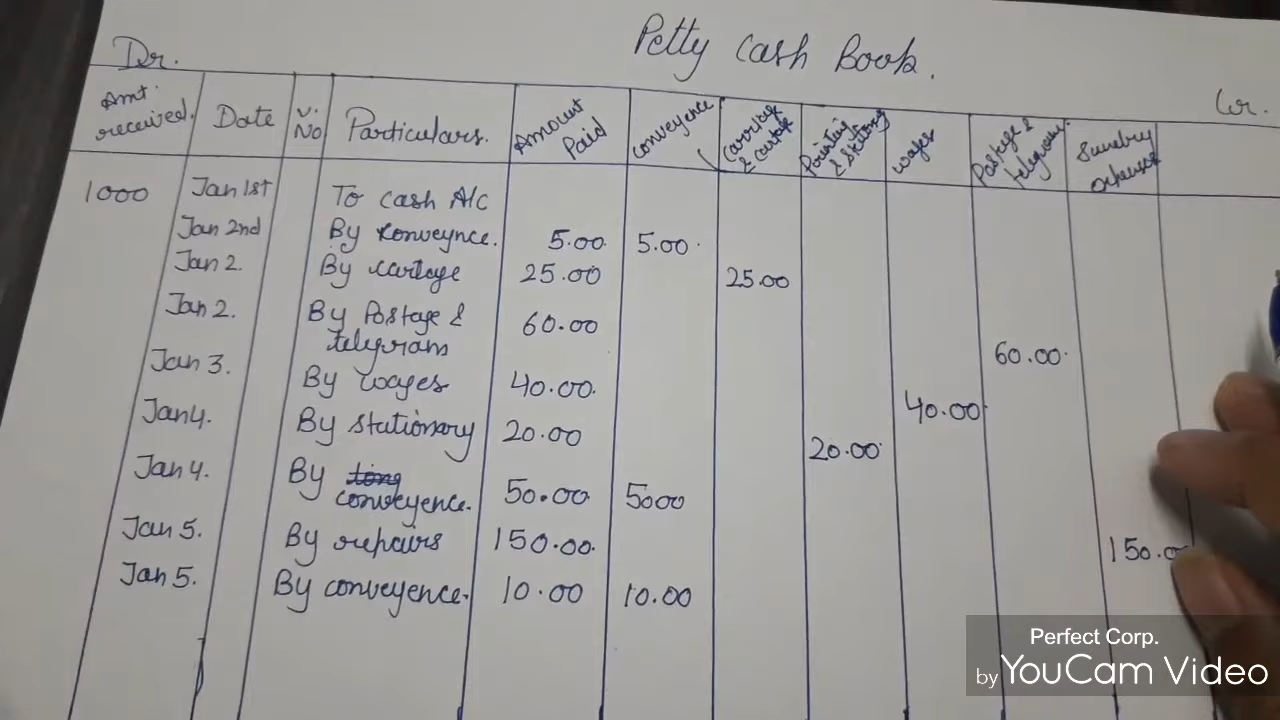 Petty Cash Book.
Dr.
Cr.
Amt. received. Date V. No Particulars. Amount Paid Conveyence Carriage & cartage Printing & Wages Postage & telegram. Sundry expenses
1000 Jan 1st To cash A/c
Jan 2nd By Conveynce. 5.00 5.00
Jan 2. By cartage 25.00 25.00
Jan 2. By Postage & telegram 60.00 60.00
Jan 3. By wages 40.00. 40.00
Jan 4. By stationary 20.00 20.00
Jan 4. By conveyence. 50.00 5000
Jan 5. By repairs 150.00. 150.0
Jan 5. By conveyence. 10.00 10.00
Perfect Corp.
by YouCam Video